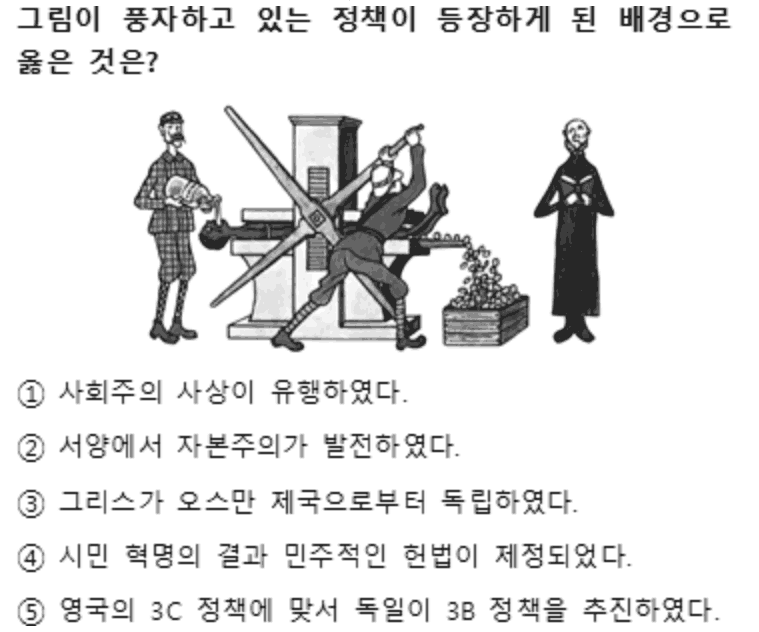 그림이 풍자하고 있는 정책이 등장하게 된 배경으로
옳은 것은?
① 사회주의 사상이 유행하였다.
② 서양에서 자본주의가 발전하였다.
③ 그리스가 오스만 제국으로부터 독립하였다.
④ 시민 혁명의 결과 민주적인 헌법이 제정되었다.
⑤ 영국의 3C 정책에 맞서 독일이 3B 정책을 추진하였다.